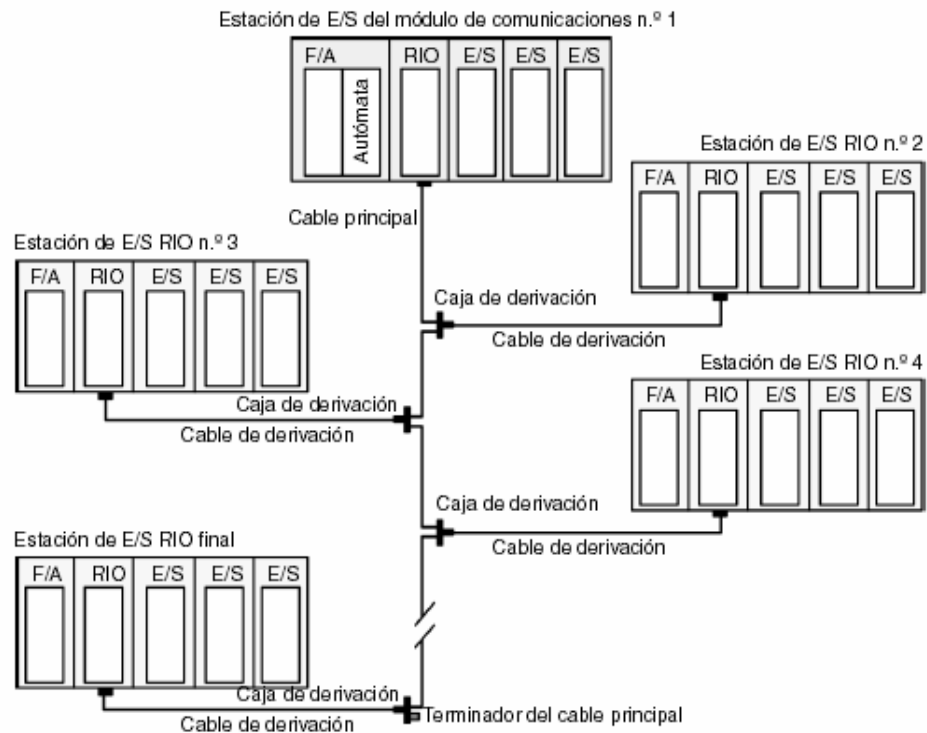 Estación de E/S del módulo de comunicaciones n.º 1
F/A RIO E/S E/S E/S
Autómata
Estación de E/S RIO n.º 2
F/A RIO E/S E/S E/S
Cable principal
Estación de E/S RIO n.º 3
F/A RIO E/S E/S E/S
Caja de derivación
Cable de derivación
Estación de E/S RIO n.º 4
F/A RIO E/S E/S E/S
Caja de derivación
Cable de derivación
Caja de derivación
Cable de derivación
Estación de E/S RIO final
F/A RIO E/S E/S E/S
Caja de derivación
Cable de derivación
Terminador del cable principal